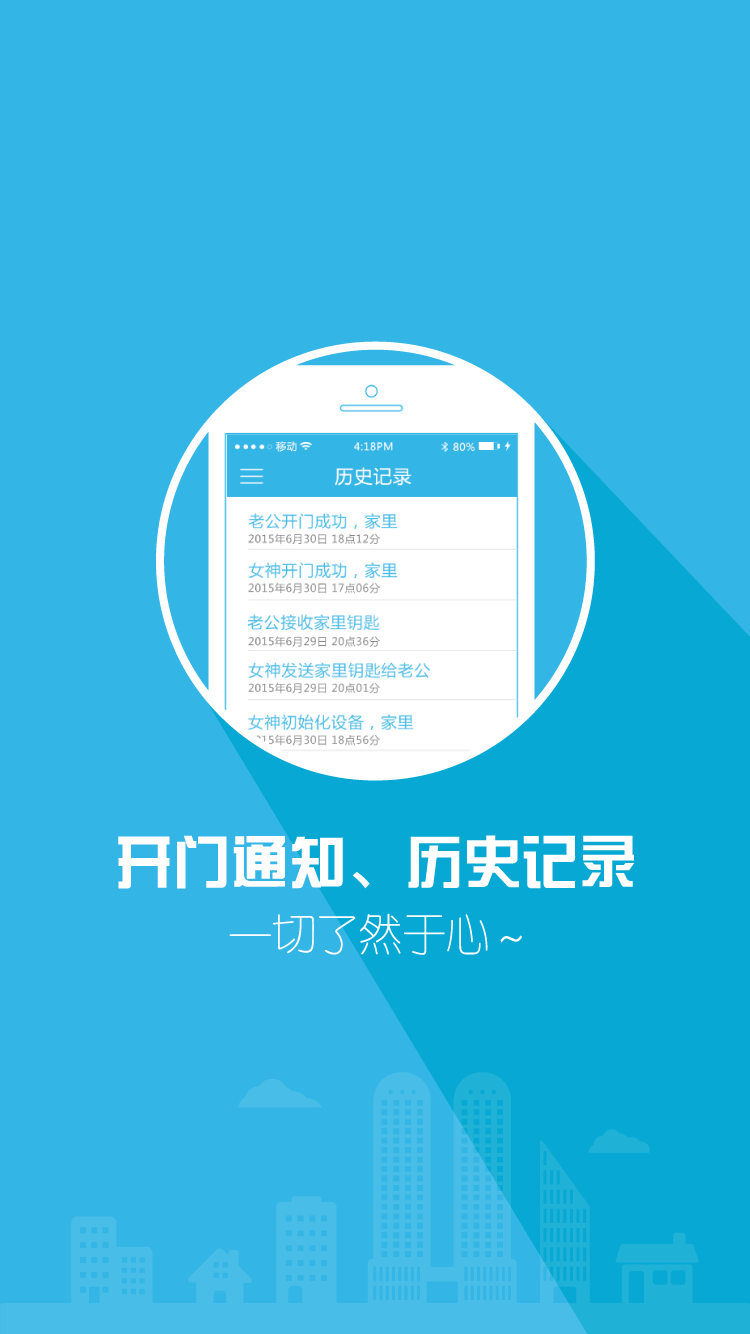 移动 4:18PM 80%
历史记录
老公开门成功，家里
2015年6月30日 18点12分
女神开门成功，家里
2015年6月30日 17点06分
老公接收家里钥匙
2015年6月29日 20点36分
女神发送家里钥匙给老公
2015年6月29日 20点01分
女神初始化设备，家里
015年6月30日 18点56分
开门通知、历史记录
一切了然于心～